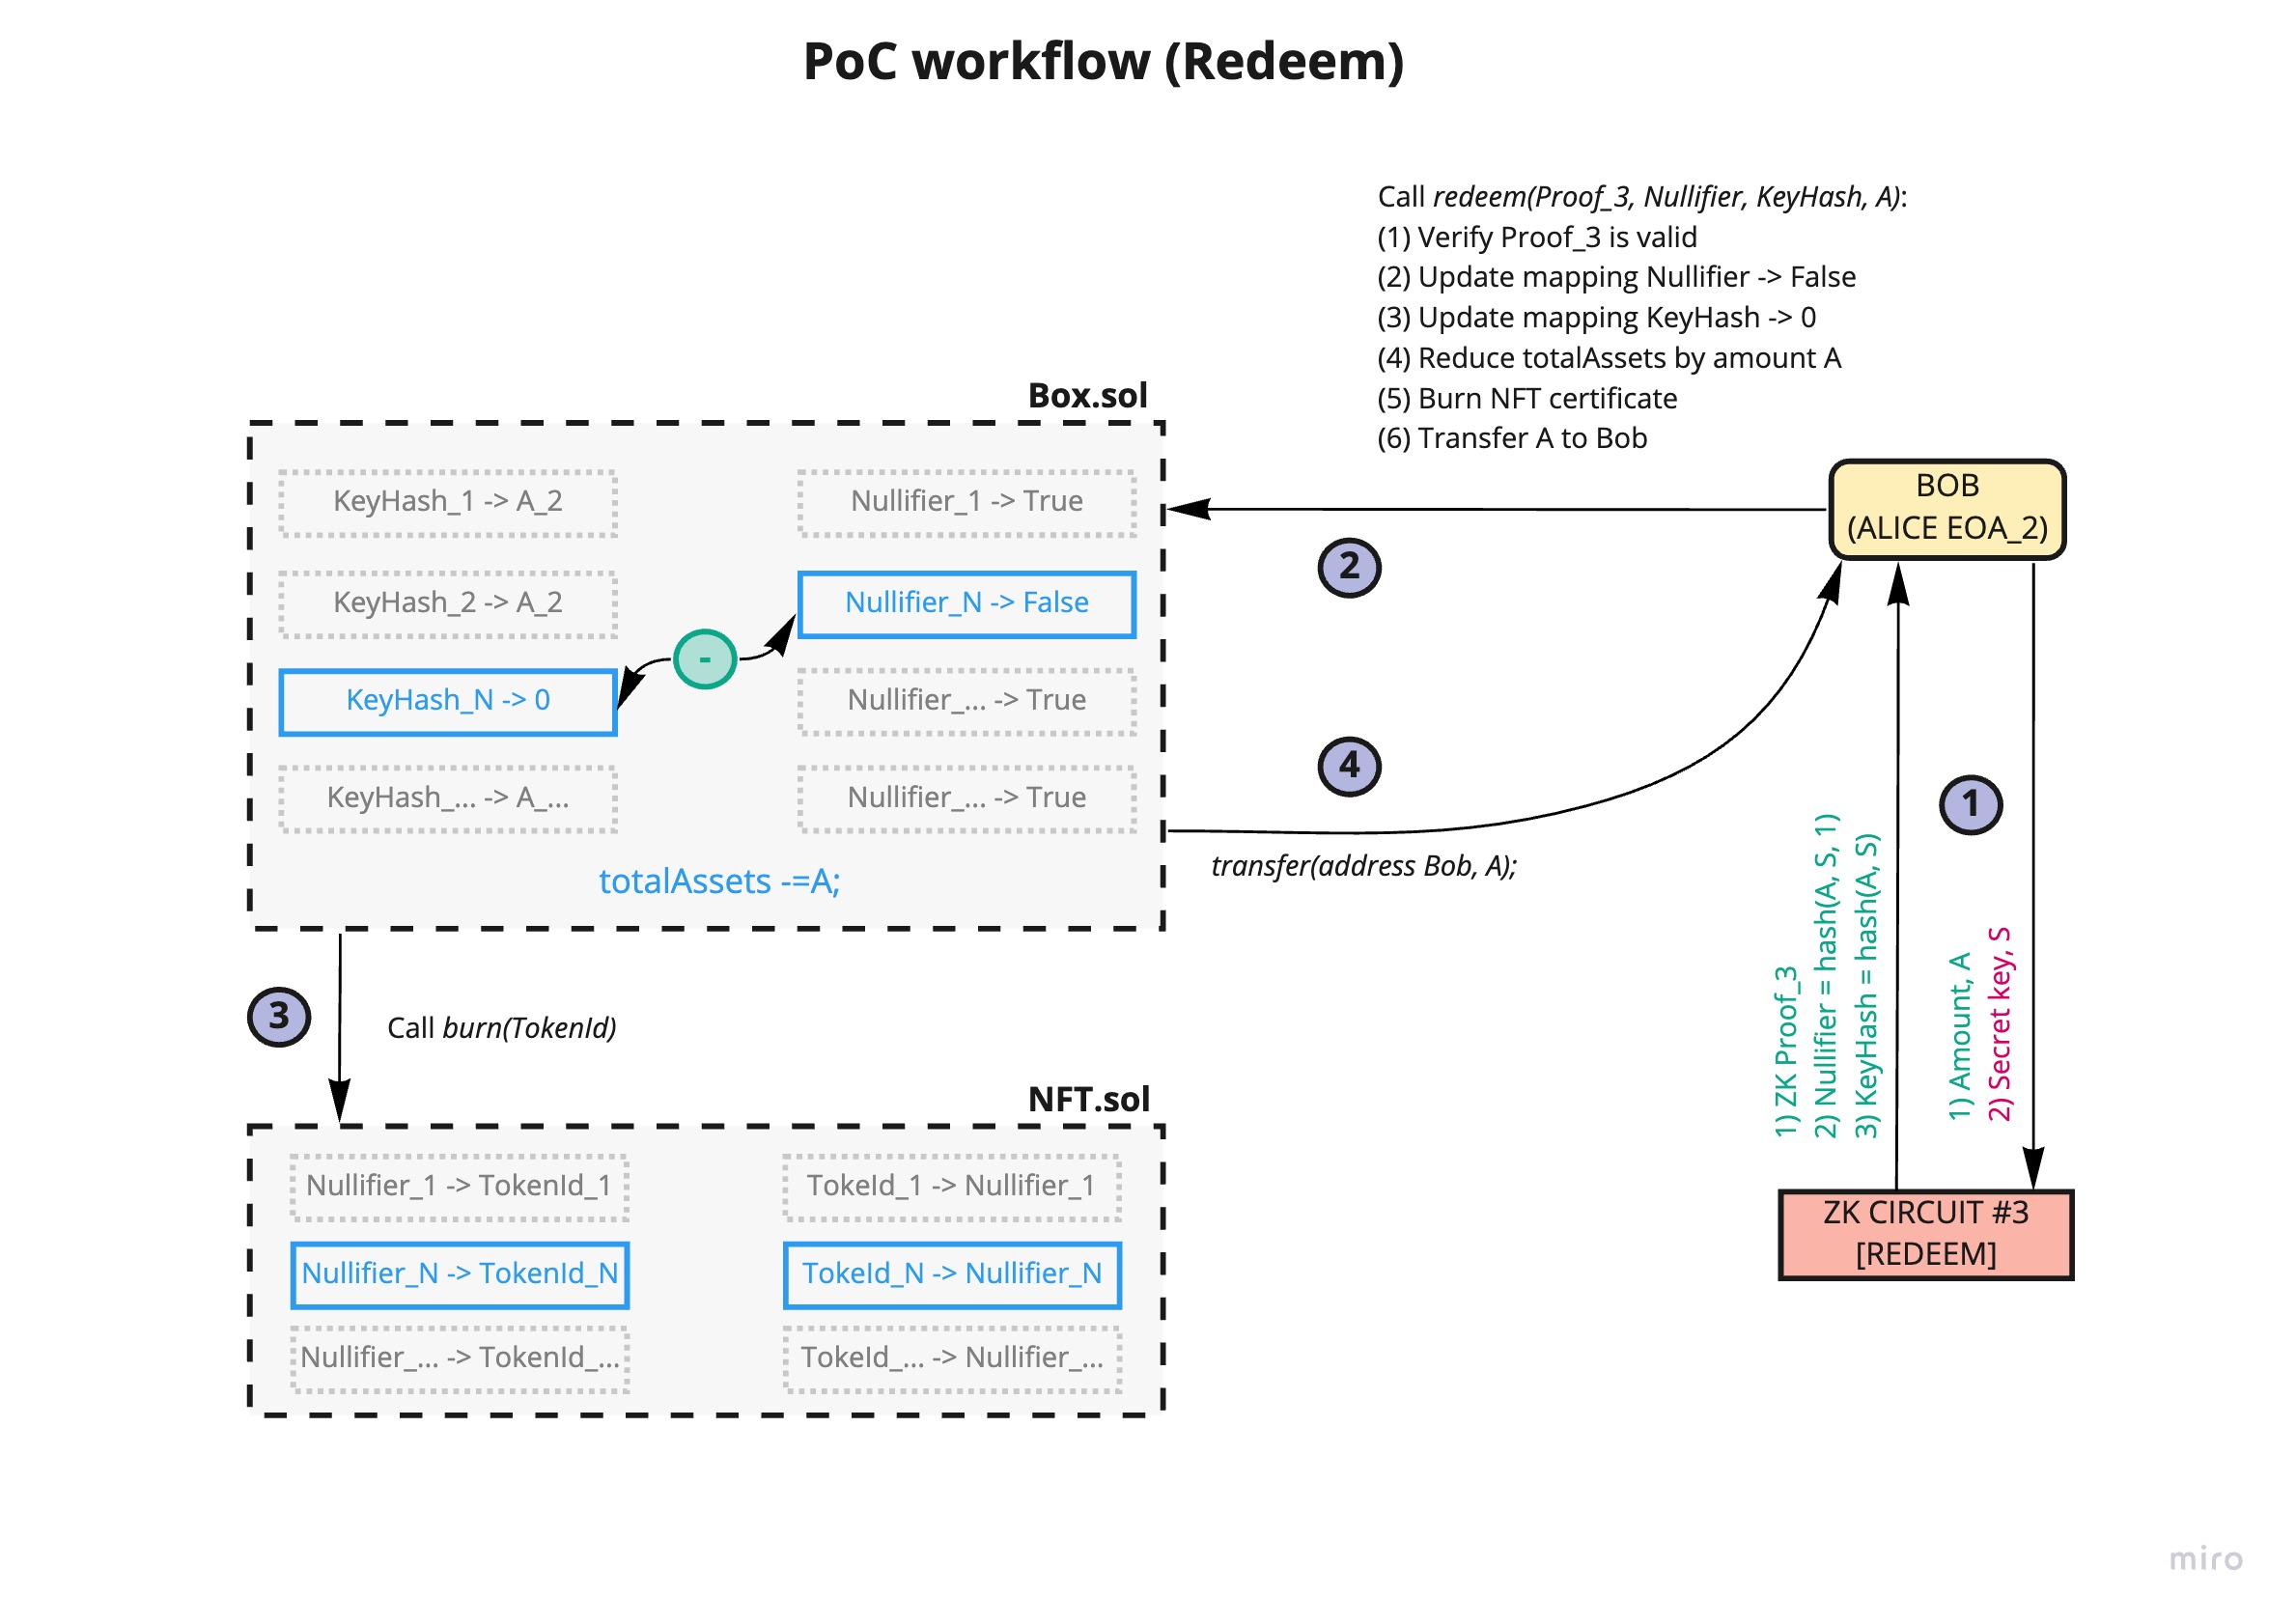 PoC workflow (Redeem)
Call redeem(Proof_3, Nullifier, KeyHash, A):
(1) Verify Proof_3 is valid
(2) Update mapping Nullifier -> False
(3) Update mapping KeyHash -> 0
(4) Reduce totalAssets by amount A
(5) Burn NFT certificate
(6) Transfer A to Bob
Box.sol
KeyHash_1 -> A_2
Nullifier_1 -> True
KeyHash_2 -> A_2
Nullifier_N -> False
-
KeyHash_N -> 0
Nullifier_... -> True
KeyHash_... -> A_...
Nullifier_... -> True
totalAssets -=A;
BOB
(ALICE EOA_2)
2
4
transfer(address Bob, A);
1
1) ZK Proof_3
2) Nullifier = hash(A, S, 1)
3) KeyHash = hash(A, S)
1) Amount, A
2) Secret key, S
3
Call burn(TokenId)
NFT.sol
Nullifier_1 -> TokenId_1
TokeId_1 -> Nullifier_1
Nullifier_N -> TokenId_N
TokeId_N -> Nullifier_N
Nullifier_... -> TokenId_...
TokeId_... -> Nullifier_...
ZK CIRCUIT #3
[REDEEM]
miro